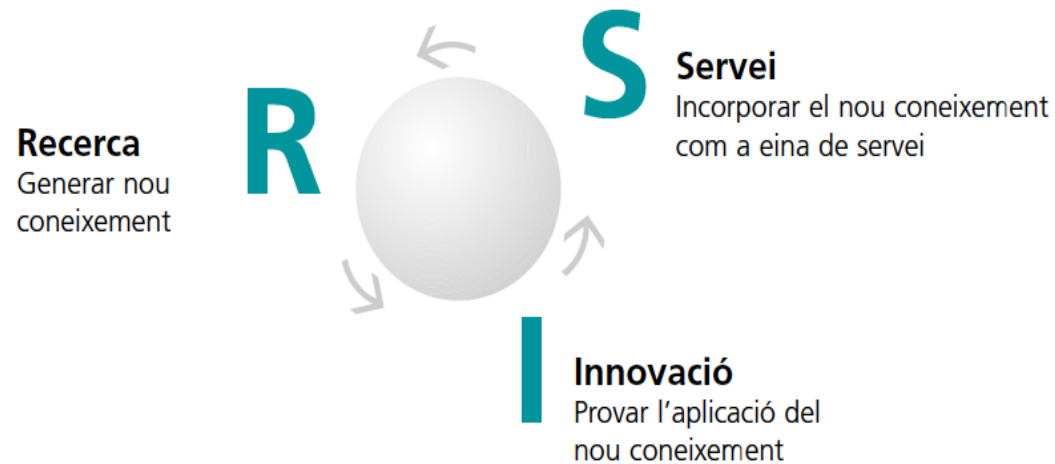 R
Recerca
Generar nou
coneixement
S
Servei
Incorporar el nou coneixement
com a eina de servei
I
Innovació
Provar l’aplicació del
nou coneixement